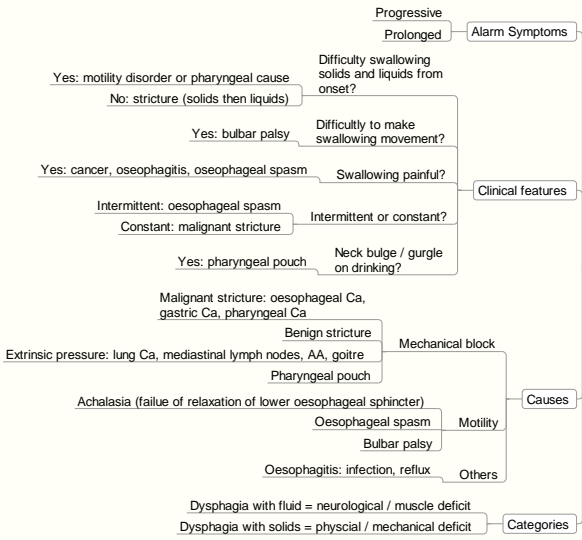 Progressive
Prolonged
Alarm Symptoms
Difficulty swallowing
solids and liquids from
onset?
Yes: motility disorder or pharyngeal cause
No: stricture (solids then liquids)
Difficultly to make
swallowing movement?
Yes: bulbar palsy
Swallowing painful?
Yes: cancer, oseophagitis, oseophageal spasm
Clinical features
Intermittent or constant?
Intermittent: oesophageal spasm
Constant: malignant stricture
Neck bulge / gurgle
on drinking?
Yes: pharyngeal pouch
Malignant stricture: oesophageal Ca,
gastric Ca, pharyngeal Ca
Benign stricture
Mechanical block
Extrinsic pressure: lung Ca, mediastinal lymph nodes, AA, goitre
Pharyngeal pouch
Causes
Achalasia (failue of relaxation of lower oesophageal sphincter)
Oesophageal spasm
Motility
Bulbar palsy
Oesophagitis: infection, reflux
Others
Dysphagia with fluid = neurological / muscle deficit
Dysphagia with solids = physcial / mechanical deficit
Categories